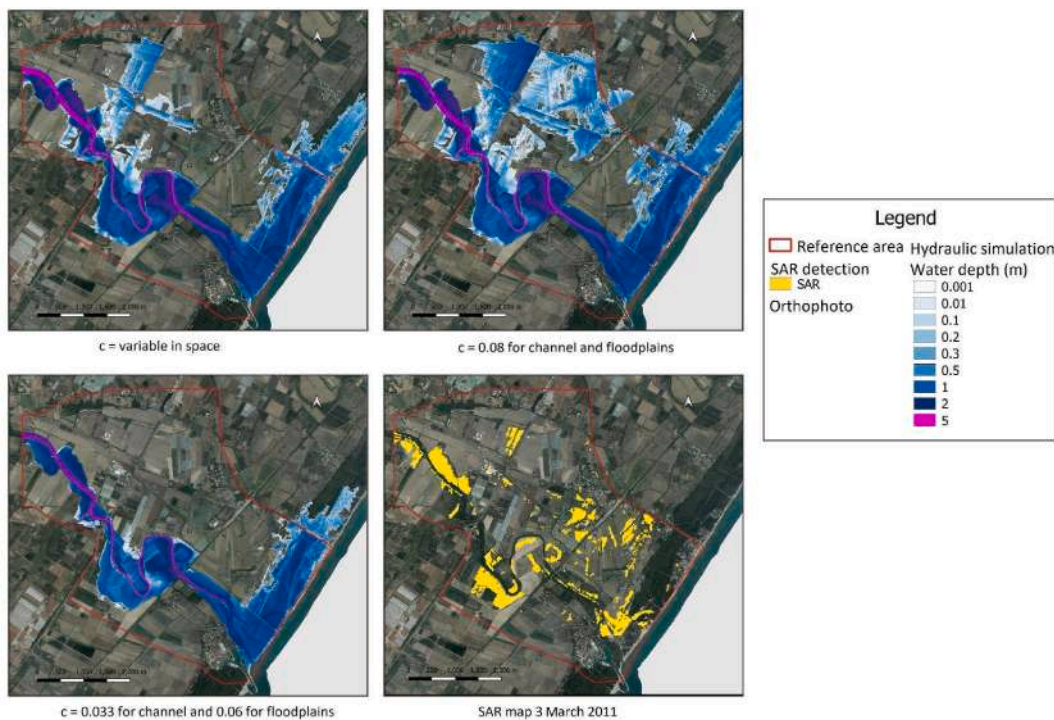 c = variable in space
c = 0.08 for channel and floodplains
c = 0.033 for channel and 0.06 for floodplains
SAR map 3 March 2011
Legend
Reference area
SAR detection
SAR
Orthophoto
Hydraulic simulation
Water depth (m)
0.001
0.01
0.1
0.2
0.3
0.5
1
2
5